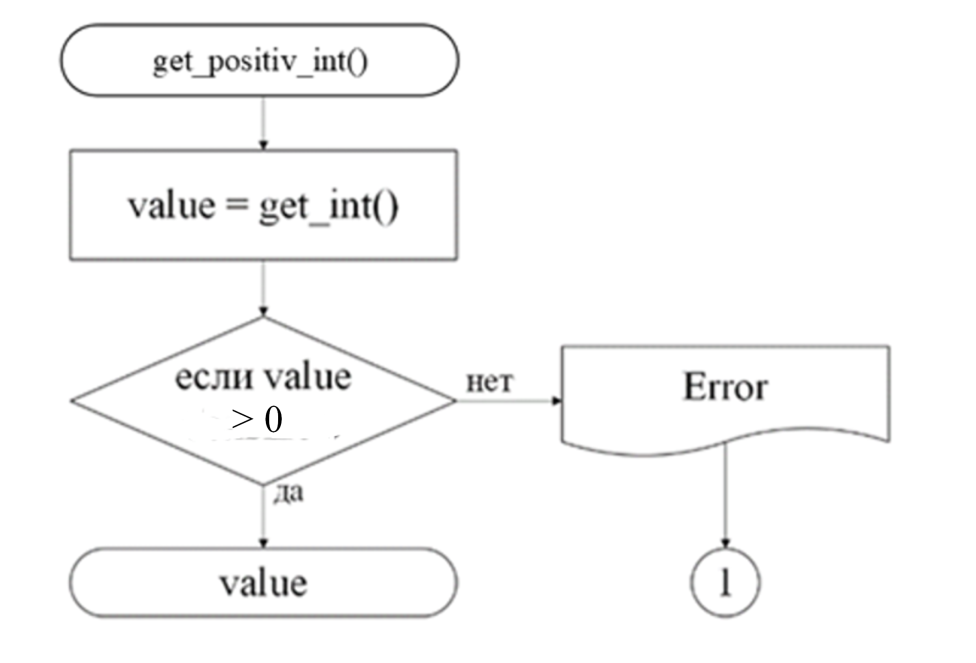 get_positiv_int()
value = get_int()
если value
> 0
нет
Error
да
value
1